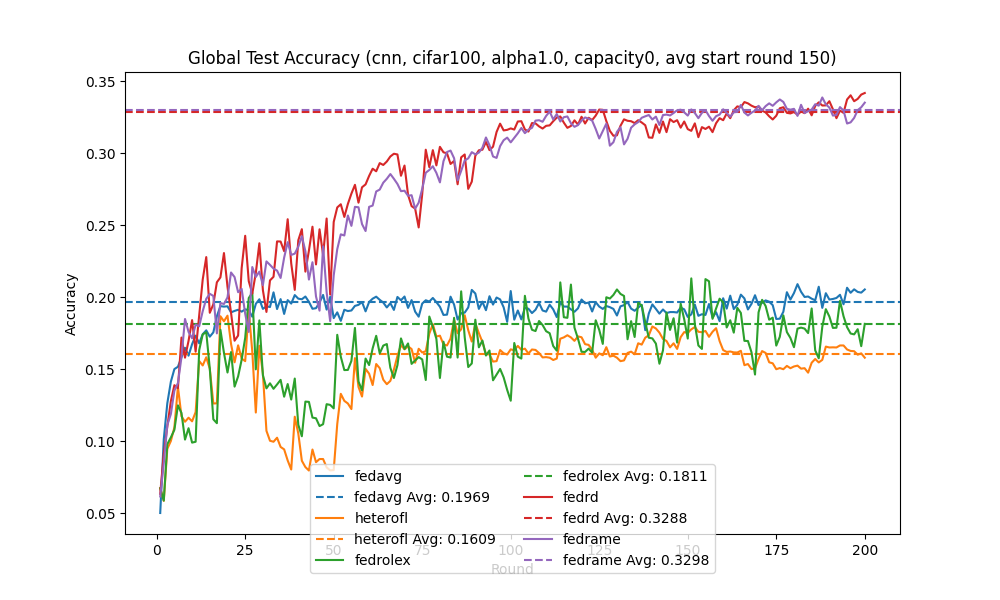 Global Test Accuracy (cnn, cifar100, alpha1.0, capacity0, avg start round 150)
Accuracy
0.35
0.30
0.25
0.20
0.15
0.10
0.05
fedavg
fedavg Avg: 0.1969
heterofl
heterofl Avg: 0.1609
fedrolex
fedrolex Avg: 0.1811
fedrd
fedrd Avg: 0.3288
fedrame
fedrame Avg: 0.3298
0 25 50 75 100 125 150 175 200
Round